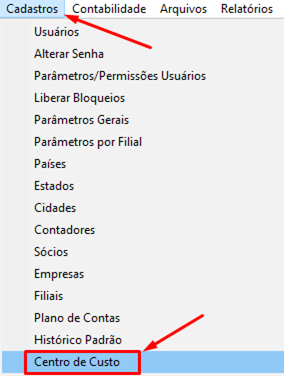 Cadastros Contabilidade Arquivos Relatórios
Usuários
Alterar Senha
Parâmetros/Permissões Usuários
Liberar Bloqueios
Parâmetros Gerais
Parâmetros por Filial
Países
Estados
Cidades
Contadores
Sócios
Empresas
Filiais
Plano de Contas
Histórico Padrão
Centro de Custo